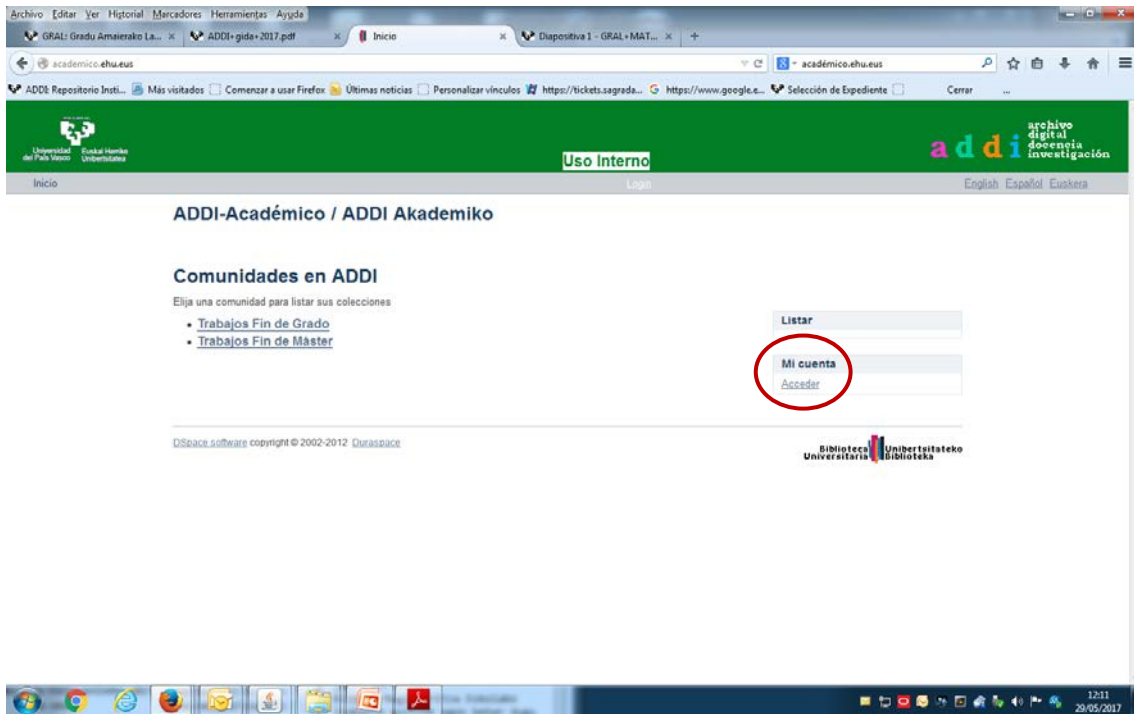 Archivo Editar Ver Historial Marcadores Herramientas Ayuda
GRAL: Gradu Amaierako La... × ADDI+gida+2017.pdf × Inicio × Diapositiva 1 - GRAL+MAT... × +
academico.ehu.eus académico.ehu.eus
ADDI: Repositorio Insti... Más visitados Comenzar a usar Firefox Últimas noticias Personalizar vínculos https://tickets.sagrada... https://www.google.e... Selección de Expediente Cerrar ...
Universidad del País Vasco Euskal Herriko Unibertsitatea
Uso Interno
addi archivo digital docencia investigación
Inicio Login English Español Euskera
ADDI-Académico / ADDI Akademiko
Comunidades en ADDI
Elija una comunidad para listar sus colecciones
• Trabajos Fin de Grado
• Trabajos Fin de Máster
Listar
Mi cuenta
Acceder
DSpace software copyright © 2002-2012 Duraspace
Biblioteca Universitaria Unibertsitateko Biblioteka
12:11
29/05/2017